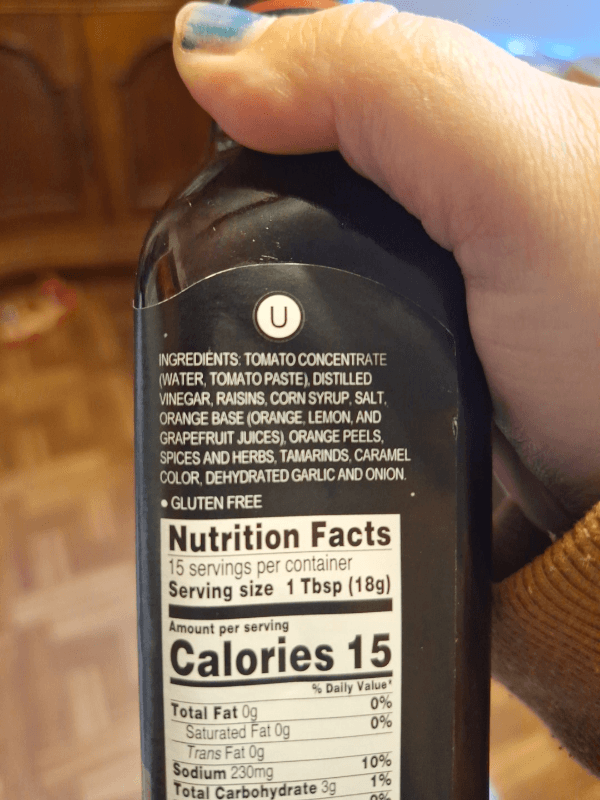 U
INGREDIENTS: TOMATO CONCENTRATE
(WATER, TOMATO PASTE), DISTILLED
VINEGAR, RAISINS, CORN SYRUP, SALT,
ORANGE BASE (ORANGE, LEMON, AND
GRAPEFRUIT JUICES), ORANGE PEELS,
SPICES AND HERBS, TAMARINDS, CARAMEL
COLOR, DEHYDRATED GARLIC AND ONION.
• GLUTEN FREE
Nutrition Facts
15 servings per container
Serving size 1 Tbsp (18g)
Amount per serving
Calories 15
% Daily Value*
Total Fat 0g 0%
Saturated Fat 0g 0%
Trans Fat 0g
Sodium 230mg 10%
Total Carbohydrate 3g 1%